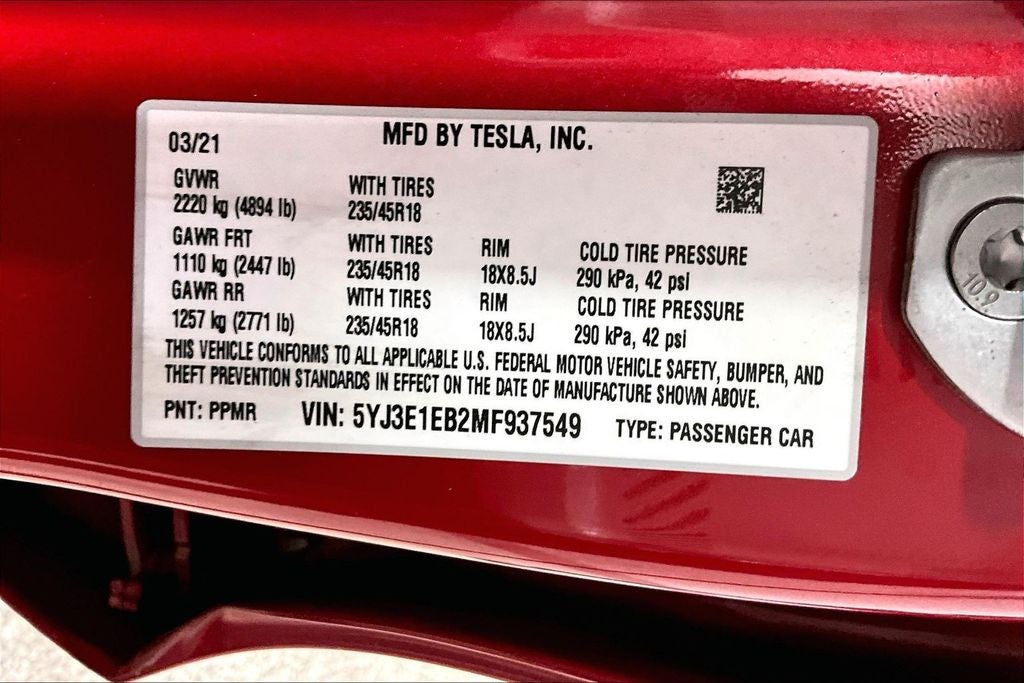 03/21 MFD BY TESLA, INC.
GVWR WITH TIRES
2220 kg (4894 lb) 235/45R18
GAWR FRT WITH TIRES RIM COLD TIRE PRESSURE
1110 kg (2447 lb) 235/45R18 18X8.5J 290 kPa, 42 psi
GAWR RR WITH TIRES RIM COLD TIRE PRESSURE
1257 kg (2771 lb) 235/45R18 18X8.5J 290 kPa, 42 psi
THIS VEHICLE CONFORMS TO ALL APPLICABLE U.S. FEDERAL MOTOR VEHICLE SAFETY, BUMPER, AND
THEFT PREVENTION STANDARDS IN EFFECT ON THE DATE OF MANUFACTURE SHOWN ABOVE.
PNT: PPMR VIN: 5YJ3E1EB2MF937549 TYPE: PASSENGER CAR
10.9